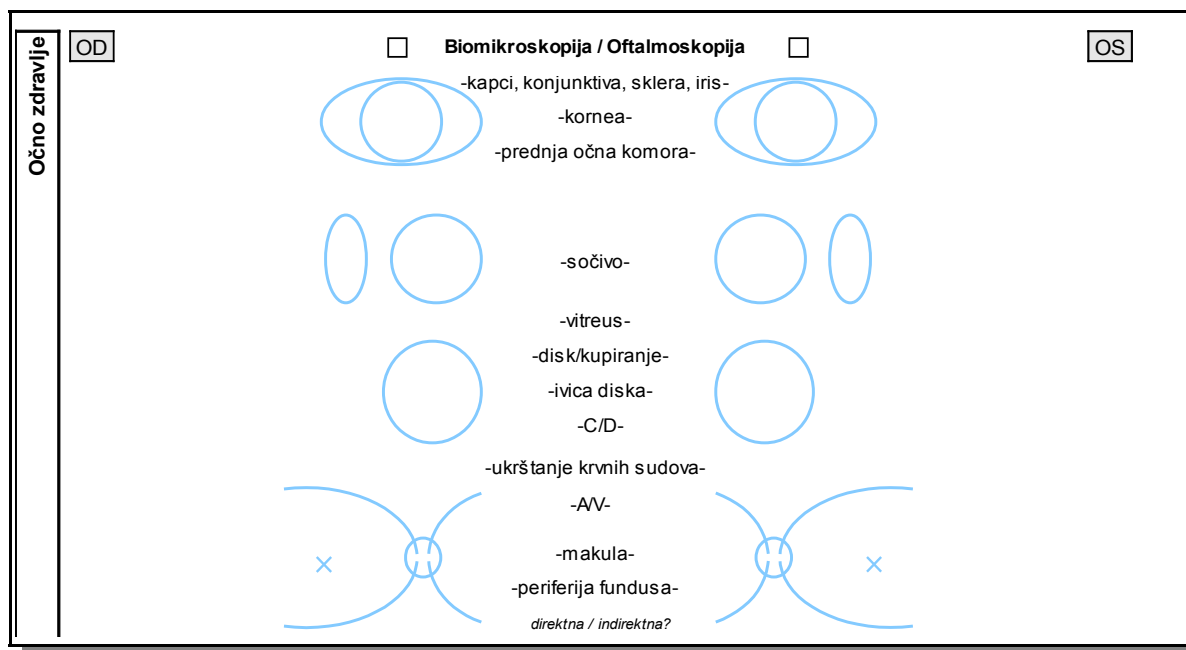 Očno zdravlje
OD
Biomikroskopija / Oftalmoskopija
OS
-kapci, konjunktiva, sklera, iris-
-kornea-
-prednja očna komora-
-sočivo-
-vitreus-
-disk/kupiranje-
-ivica diska-
-C/D-
-ukrštanje krvnih sudova-
-A/V-
-makula-
-periferija fundusa-
direktna / indirektna?